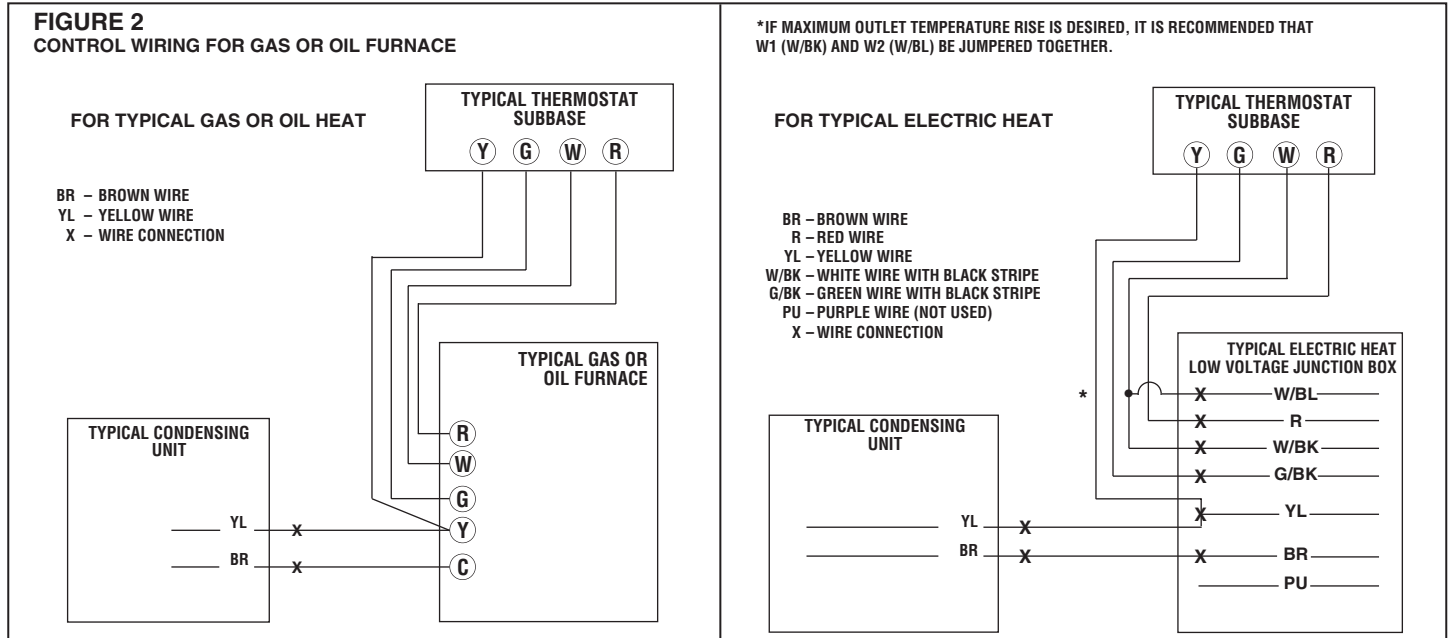 FIGURE 2
CONTROL WIRING FOR GAS OR OIL FURNACE
FOR TYPICAL GAS OR OIL HEAT
TYPICAL THERMOSTAT
SUBBASE
Y G W R
BR – BROWN WIRE
YL – YELLOW WIRE
X – WIRE CONNECTION
TYPICAL GAS OR
OIL FURNACE
R
W
G
Y
C
TYPICAL CONDENSING
UNIT
YL X
BR X
*IF MAXIMUM OUTLET TEMPERATURE RISE IS DESIRED, IT IS RECOMMENDED THAT
W1 (W/BK) AND W2 (W/BL) BE JUMPERED TOGETHER.
FOR TYPICAL ELECTRIC HEAT
TYPICAL THERMOSTAT
SUBBASE
Y G W R
BR – BROWN WIRE
R – RED WIRE
YL – YELLOW WIRE
W/BK – WHITE WIRE WITH BLACK STRIPE
G/BK – GREEN WIRE WITH BLACK STRIPE
PU – PURPLE WIRE (NOT USED)
X – WIRE CONNECTION
TYPICAL ELECTRIC HEAT
LOW VOLTAGE JUNCTION BOX
* X W/BL
X R
X W/BK
X G/BK
X YL
X BR
PU
TYPICAL CONDENSING
UNIT
YL X
BR X